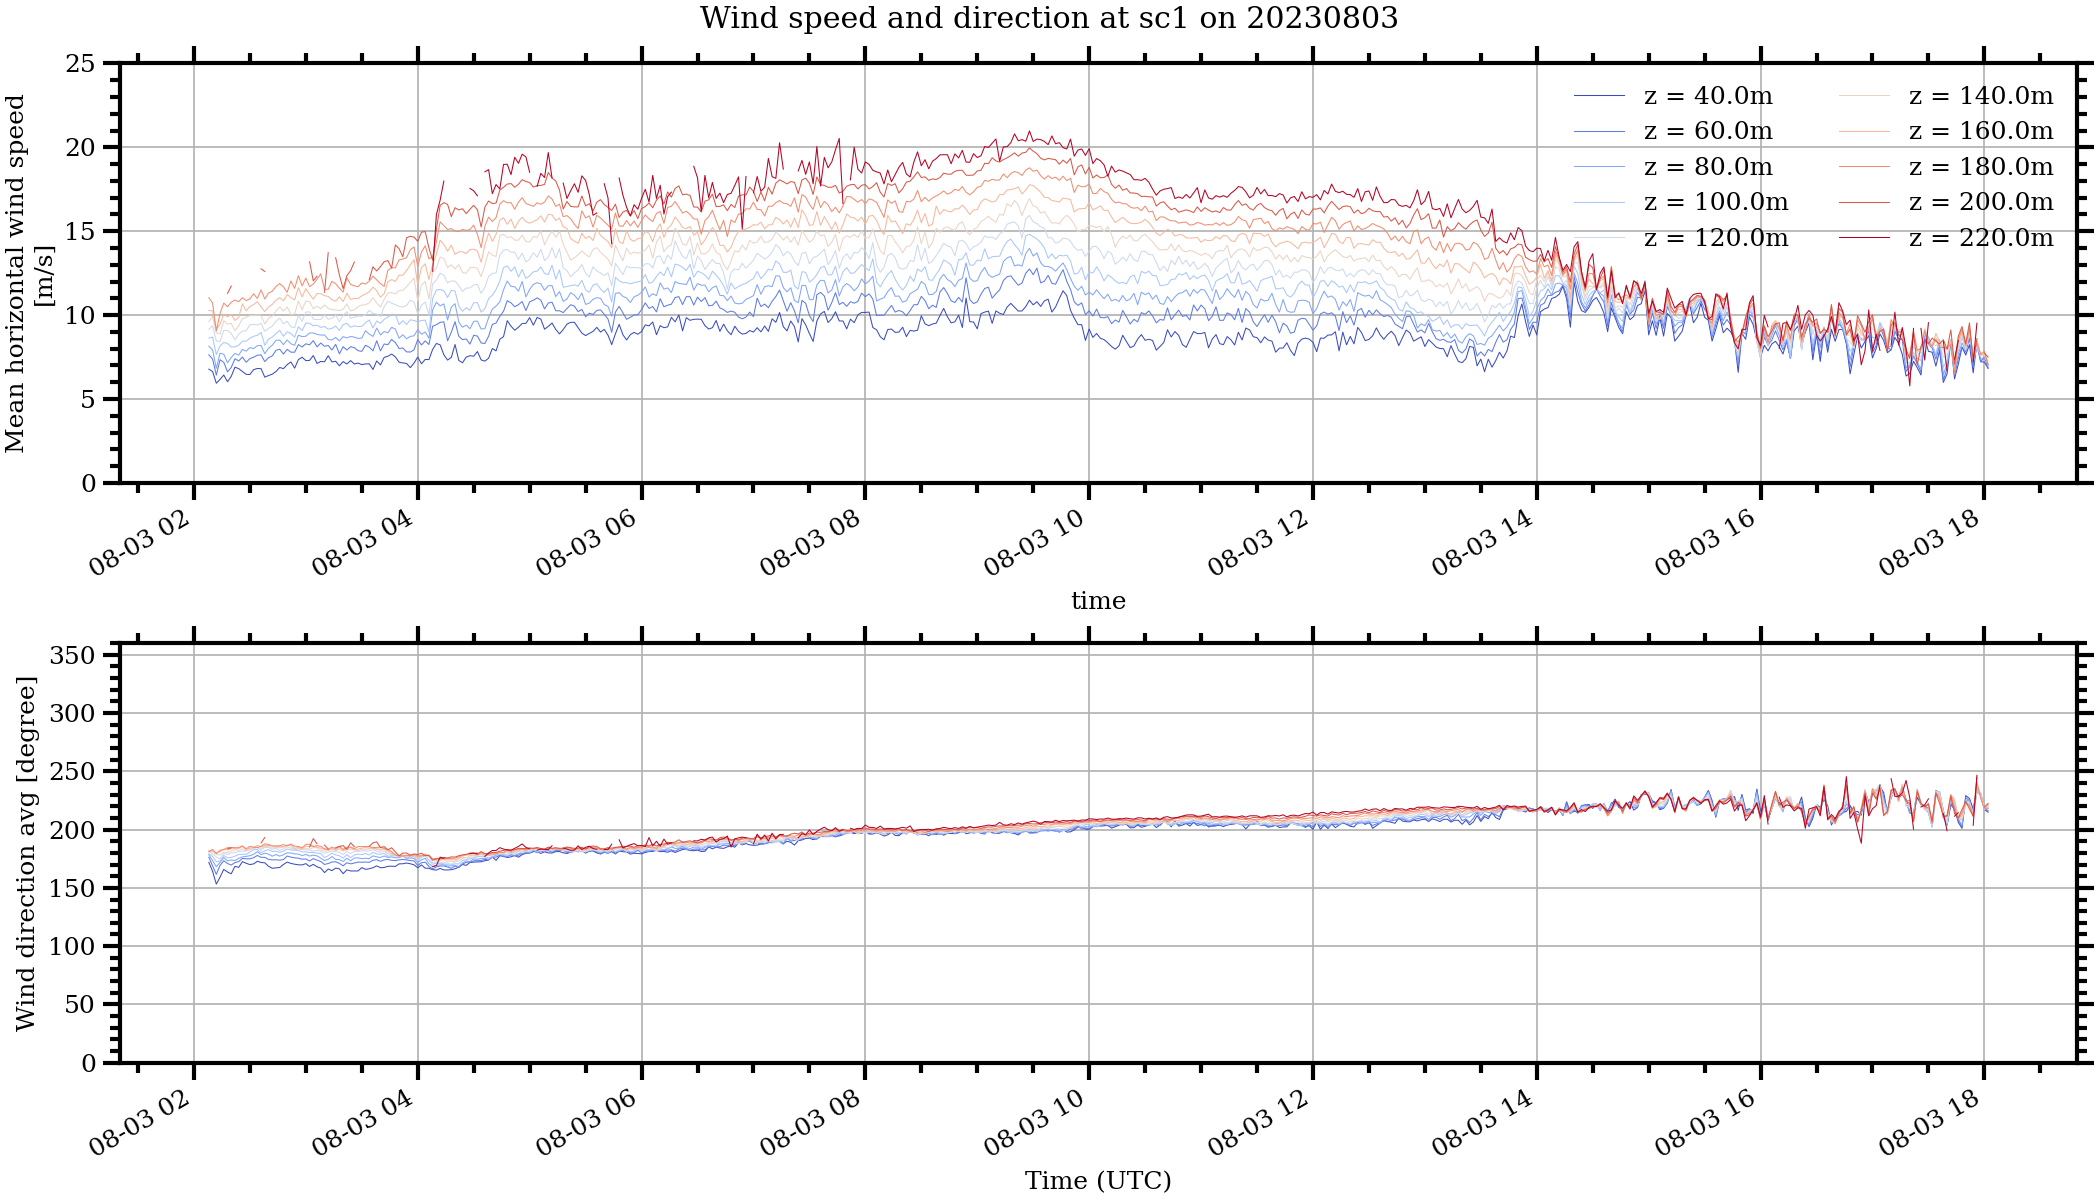 Wind speed and direction at sc1 on 20230803
Mean horizontal wind speed
[m/s]
25
20
15
10
5
0
z = 40.0m
z = 60.0m
z = 80.0m
z = 100.0m
z = 120.0m
z = 140.0m
z = 160.0m
z = 180.0m
z = 200.0m
z = 220.0m
08-03 02
08-03 04
08-03 06
08-03 08
08-03 10
08-03 12
08-03 14
08-03 16
08-03 18
time
Wind direction avg [degree]
350
300
250
200
150
100
50
0
08-03 02
08-03 04
08-03 06
08-03 08
08-03 10
08-03 12
08-03 14
08-03 16
08-03 18
Time (UTC)